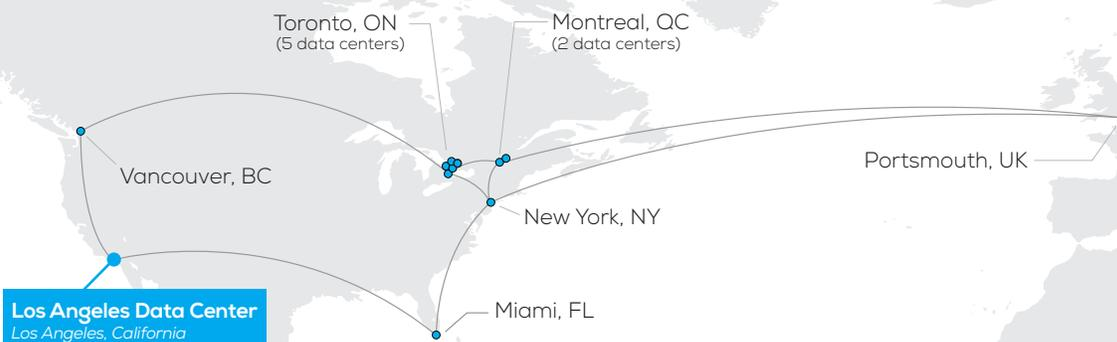 Toronto, ON
(5 data centers)
Montreal, QC
(2 data centers)
Vancouver, BC
Portsmouth, UK
New York, NY
Miami, FL
Los Angeles Data Center
Los Angeles, California